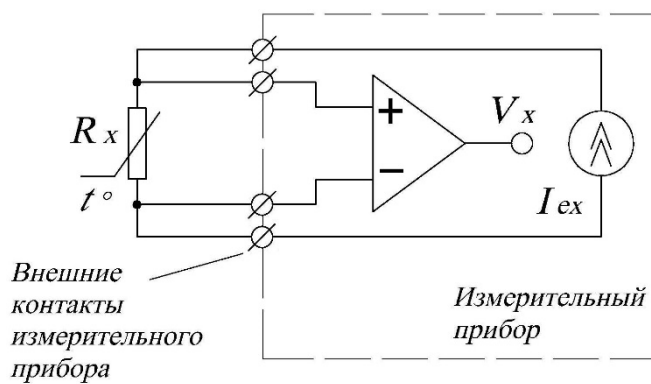 R x
t°
+
−
V x
I ex
Внешние
контакты
измерительного
прибора
Измерительный
прибор